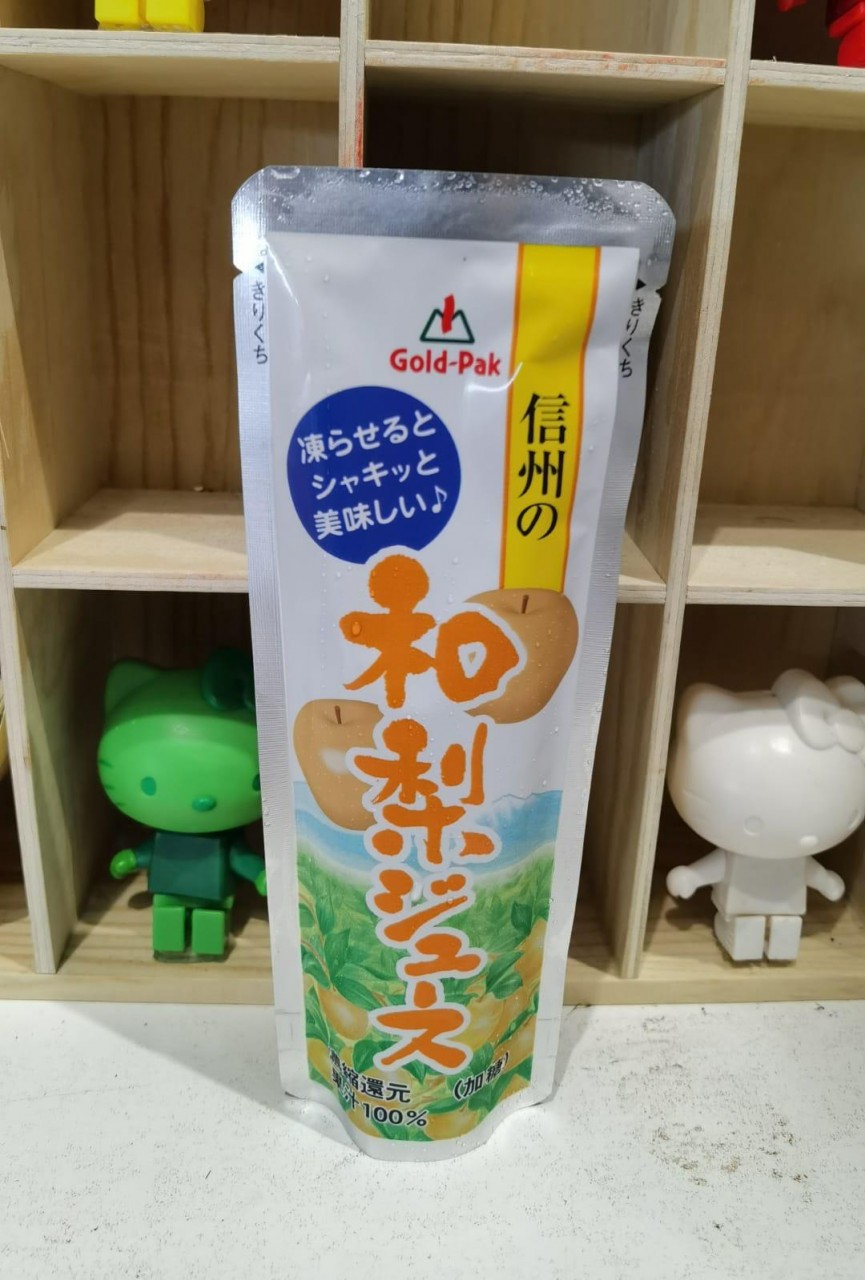 きりくち
きりくち
Gold-Pak
信州の
凍らせると
シャキッと
美味しい♪
和梨ジュース
濃縮還元
果汁100%
(加糖)